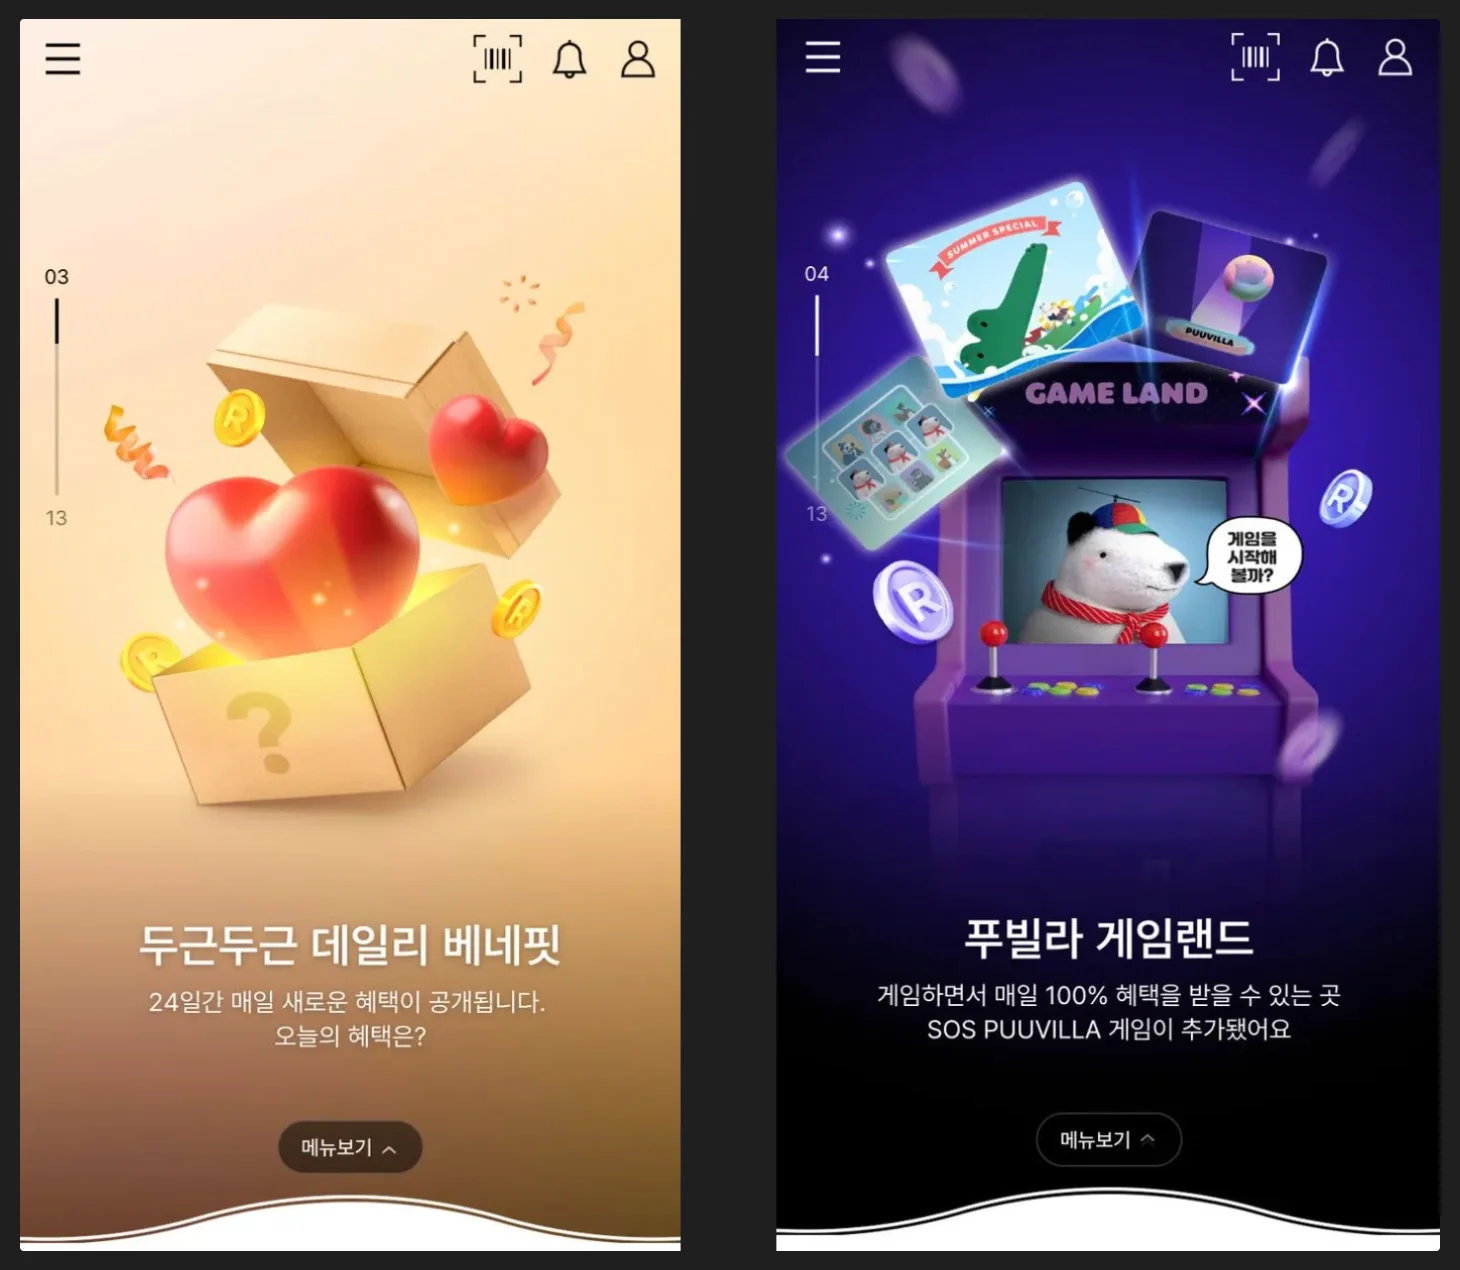 03
13
R
R
R
?
두근두근 데일리 베네핏
24일간 매일 새로운 혜택이 공개됩니다.
오늘의 혜택은?
메뉴보기
04
13
SUMMER SPECIAL
PUUVILLA
GAME LAND
R
R
게임을
시작해
볼까?
푸빌라 게임랜드
게임하면서 매일 100% 혜택을 받을 수 있는 곳
SOS PUUVILLA 게임이 추가됐어요
메뉴보기